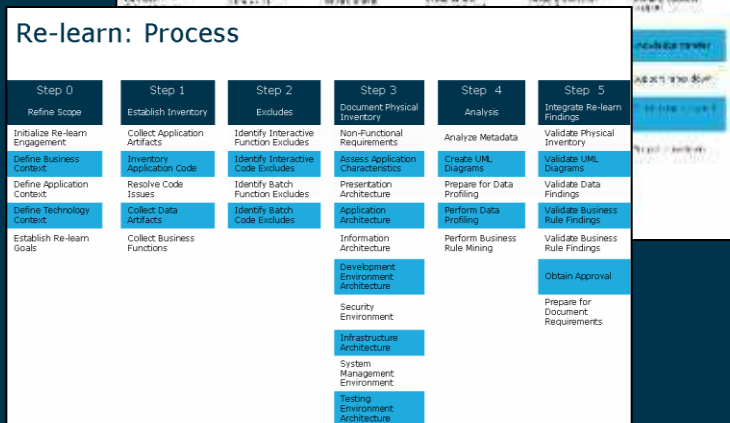 Re-learn: Process
Step 0
Refine Scope
Initialize Re-learn
Engagement
Define Business
Context
Define Application
Context
Define Technology
Context
Establish Re-learn
Goals
Step 1
Establish Inventory
Collect Application
Artifacts
Inventory
Application Code
Resolve Code
Issues
Collect Data
Artifacts
Collect Business
Functions
Step 2
Excludes
Identify Interactive
Function Excludes
Identify Interactive
Code Excludes
Identify Batch
Function Excludes
Identify Batch
Code Excludes
Step 3
Document Physical
Inventory
Non-Functional
Requirements
Assess Application
Characteristics
Presentation
Architecture
Application
Architecture
Information
Architecture
Development
Environment
Architecture
Security
Environment
Infrastructure
Architecture
System
Management
Environment
Testing
Environment
Architecture
Step 4
Analysis
Analyze Metadata
Create UML
Diagrams
Prepare for Data
Profiling
Perform Data
Profiling
Perform Business
Rule Mining
Step 5
Integrate Re-learn
Findings
Validate Physical
Inventory
Validate UML
Diagrams
Validate Data
Findings
Validate Business
Rule Findings
Validate Business
Rule Findings
Obtain Approval
Prepare for
Document
Requirements